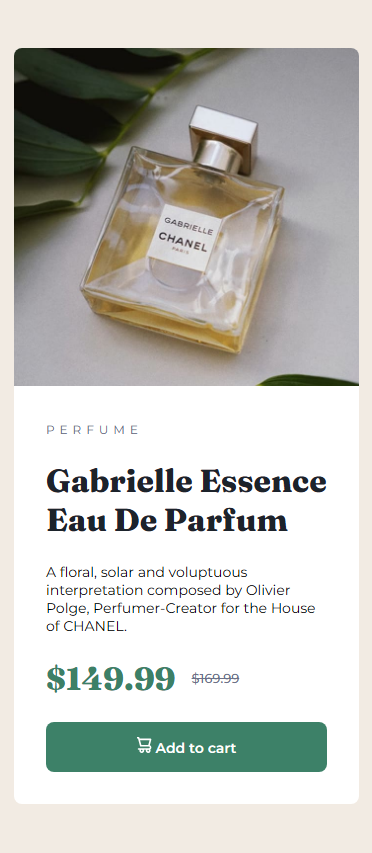 GABRIELLE
CHANEL
PARIS
PERFUME
Gabrielle Essence
Eau De Parfum
A floral, solar and voluptuous
interpretation composed by Olivier
Polge, Perfumer-Creator for the House
of CHANEL.
$149.99 $169.99
Add to cart